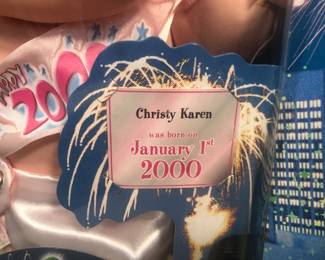 2000
Christy Karen
was born on
January 1st
2000